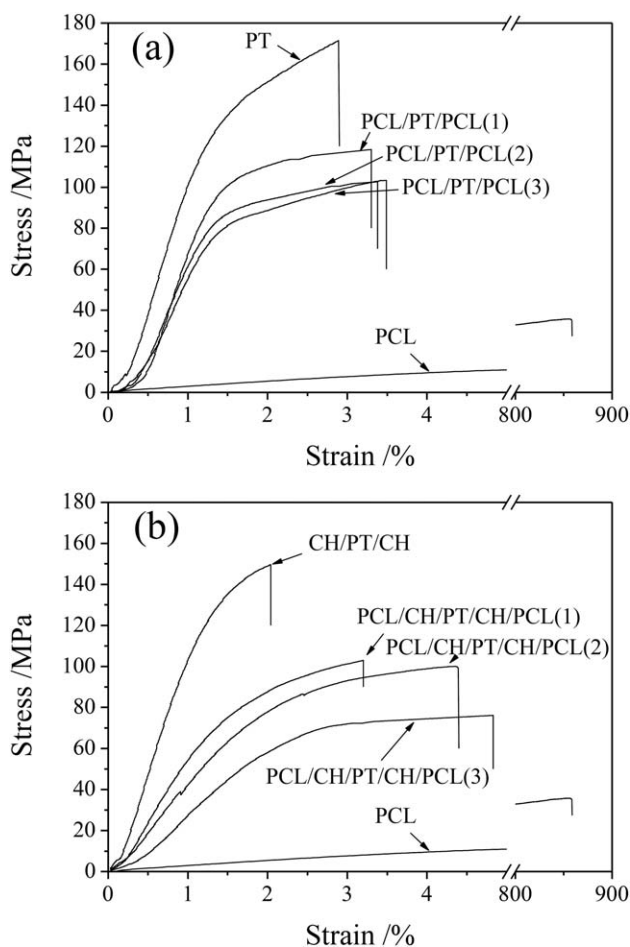 (a)
PT
PCL/PT/PCL(1)
PCL/PT/PCL(2)
PCL/PT/PCL(3)
PCL
Stress /MPa
180
160
140
120
100
80
60
40
20
0
0 1 2 3 4 800 900
Strain /%
(b)
CH/PT/CH
PCL/CH/PT/CH/PCL(1)
PCL/CH/PT/CH/PCL(2)
PCL/CH/PT/CH/PCL(3)
PCL
Stress /MPa
180
160
140
120
100
80
60
40
20
0
0 1 2 3 4 800 900
Strain /%